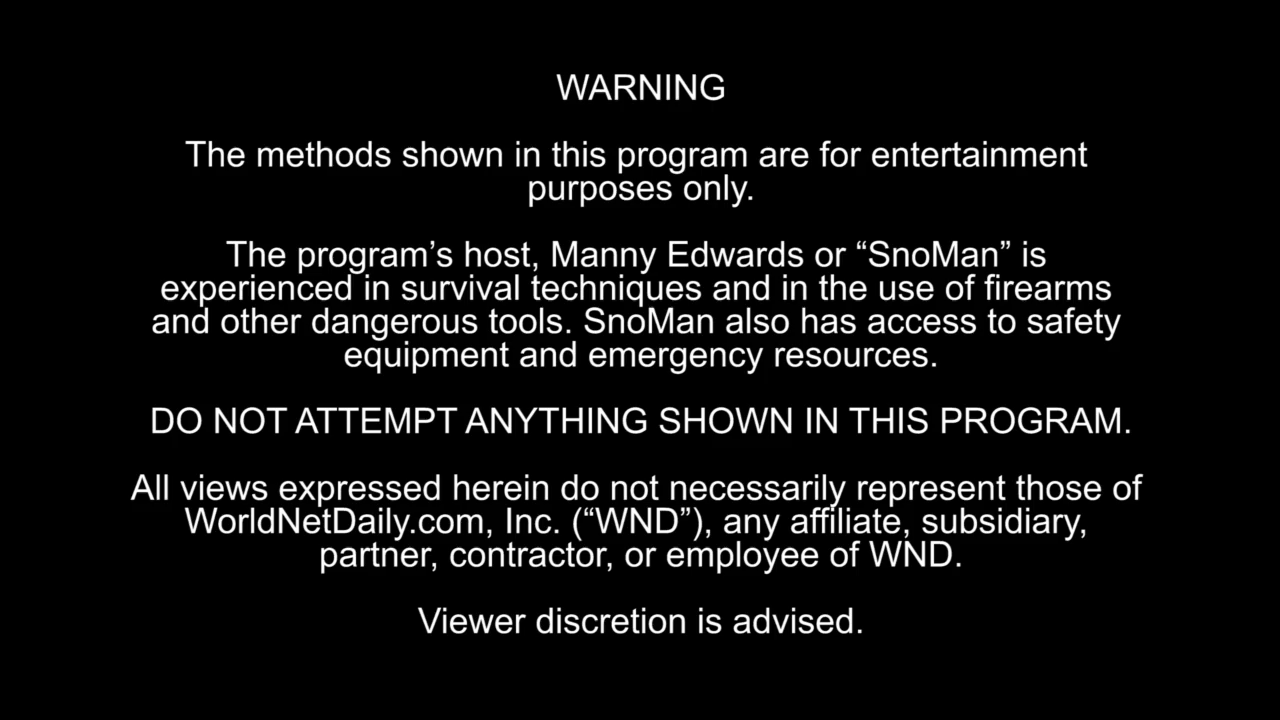 WARNING
The methods shown in this program are for entertainment
purposes only.
The program’s host, Manny Edwards or “SnoMan” is
experienced in survival techniques and in the use of firearms
and other dangerous tools. SnoMan also has access to safety
equipment and emergency resources.
DO NOT ATTEMPT ANYTHING SHOWN IN THIS PROGRAM.
All views expressed herein do not necessarily represent those of
WorldNetDaily.com, Inc. (“WND”), any affiliate, subsidiary,
partner, contractor, or employee of WND.
Viewer discretion is advised.